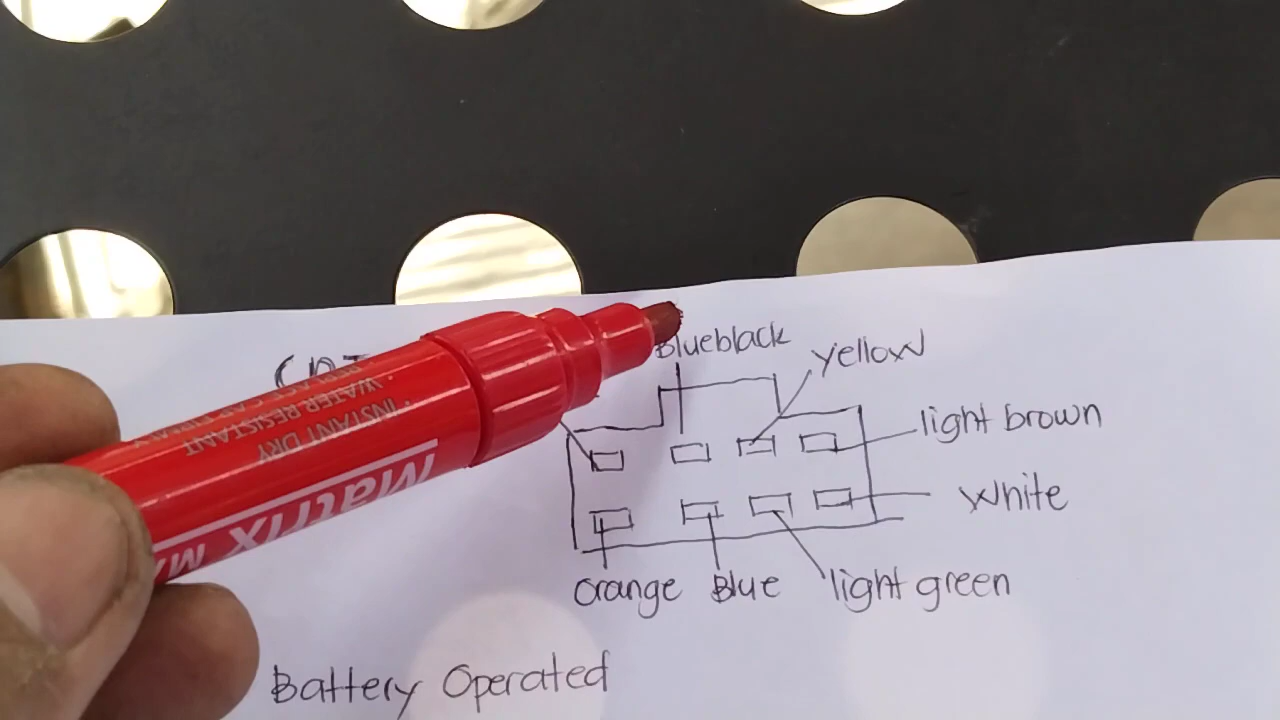 Blueblack
yellow
light brown
White
Orange Blue light green
Battery Operated
Matrix
INSTANT DRY
WATER RESISTANT